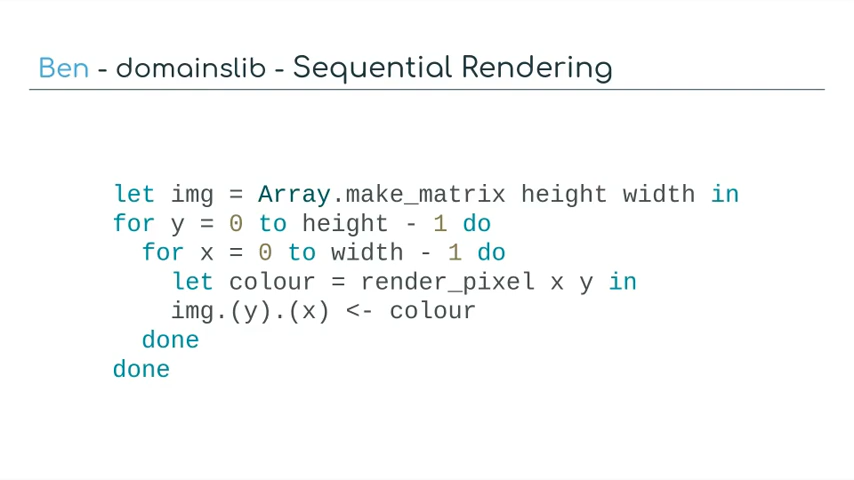 Ben - domainslib - Sequential Rendering
let img = Array.make_matrix height width in
for y = 0 to height - 1 do
  for x = 0 to width - 1 do
    let colour = render_pixel x y in
    img.(y).(x) <- colour
  done
done